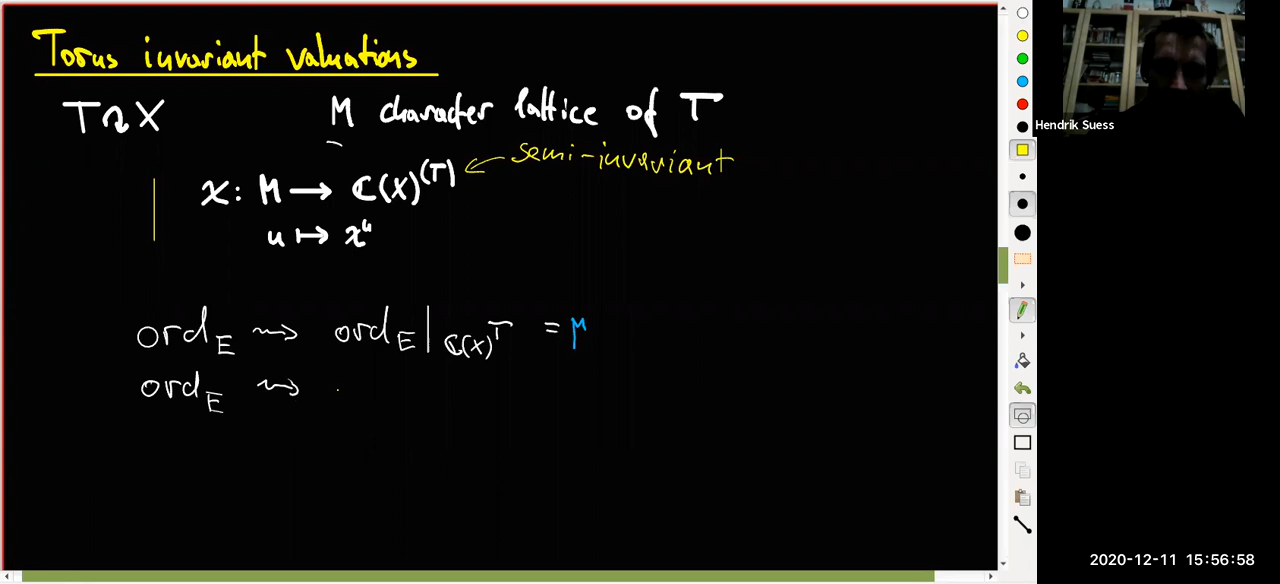 Torus invariant valuations
T ↷ X M character lattice of T
χ: M → ℂ(X)^(T) ← semi-invariant
u ↦ χ^u
ord_E ⇝ ord_E|_ℂ(X)^T = μ
ord_E ⇝
Hendrik Suess
2020-12-11 15:56:58